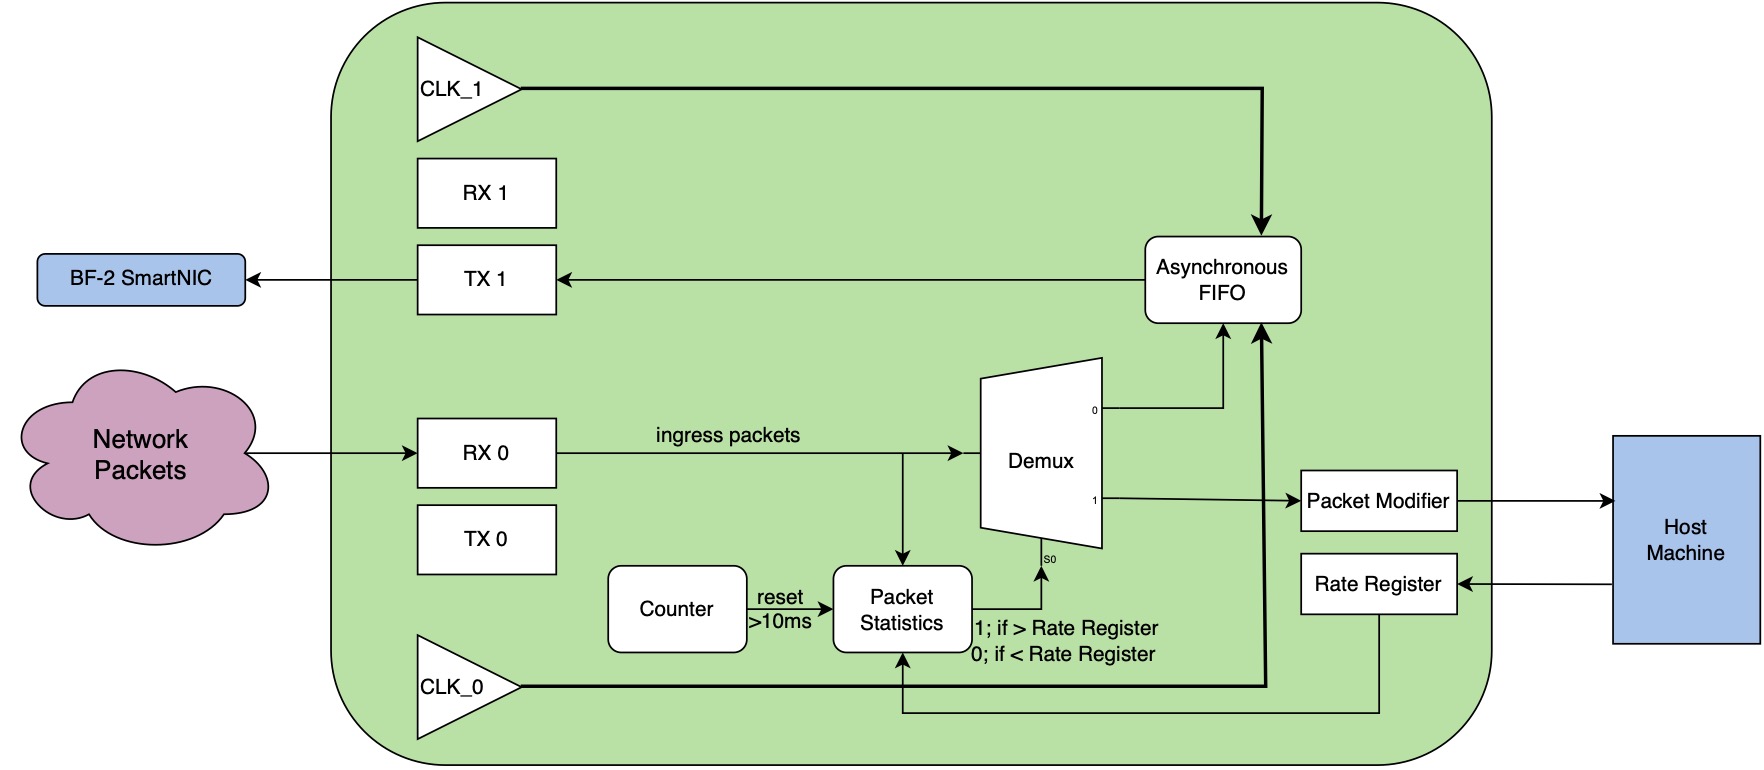 CLK_1
RX 1
TX 1
BF-2 SmartNIC
Asynchronous
FIFO
Network
Packets
RX 0
ingress packets
0
Demux
1
S0
Packet Modifier
Host
Machine
Rate Register
TX 0
Counter
reset
>10ms
Packet
Statistics
1; if > Rate Register
0; if < Rate Register
CLK_0